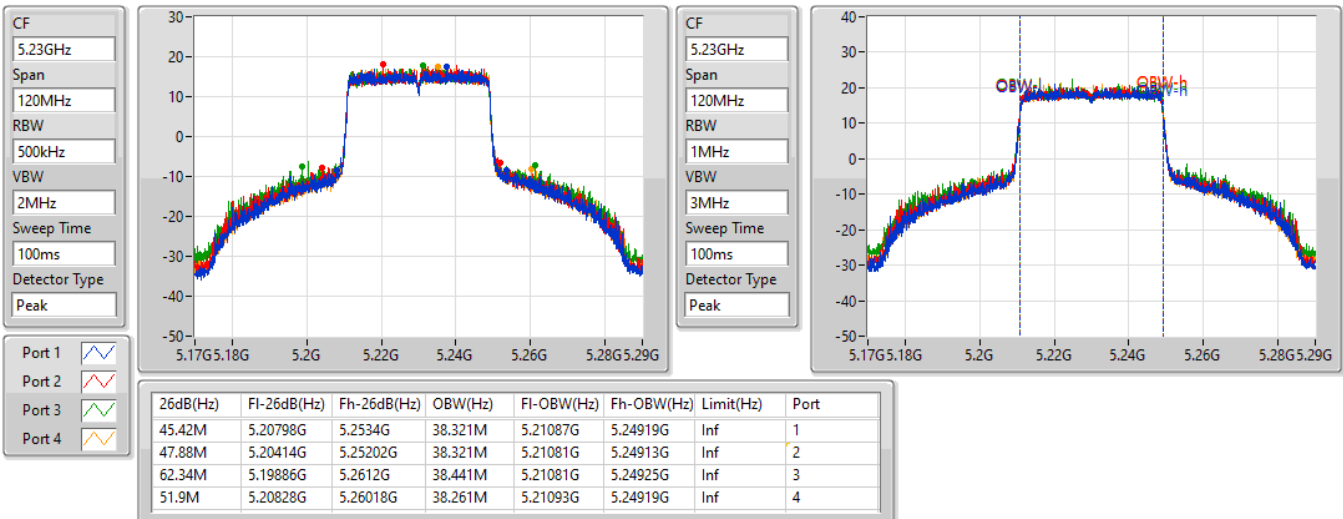 CF
5.23GHz
Span
120MHz
RBW
500kHz
VBW
2MHz
Sweep Time
100ms
Detector Type
Peak
30
20
10
0
-10
-20
-30
-40
-50
5.17G 5.18G 5.2G 5.22G 5.24G 5.26G 5.28G 5.29G
CF
5.23GHz
Span
120MHz
RBW
1MHz
VBW
3MHz
Sweep Time
100ms
Detector Type
Peak
40
30
20
10
0
-10
-20
-30
-40
-50
OBW-l OBW-h
5.17G 5.18G 5.2G 5.22G 5.24G 5.26G 5.28G 5.29G
Port 1
Port 2
Port 3
Port 4
26dB(Hz) Fl-26dB(Hz) Fh-26dB(Hz) OBW(Hz) Fl-OBW(Hz) Fh-OBW(Hz) Limit(Hz) Port
45.42M 5.20798G 5.2534G 38.321M 5.21087G 5.24919G Inf 1
47.88M 5.20414G 5.25202G 38.321M 5.21081G 5.24913G Inf 2
62.34M 5.19886G 5.2612G 38.441M 5.21081G 5.24925G Inf 3
51.9M 5.20828G 5.26018G 38.261M 5.21093G 5.24919G Inf 4